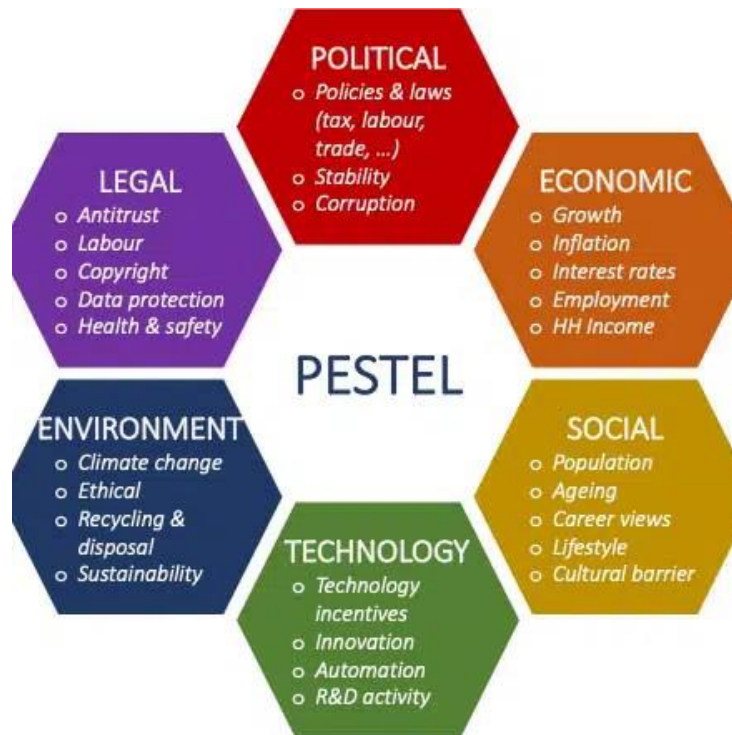 POLITICAL
o Policies & laws
(tax, labour,
trade, ...)
o Stability
o Corruption
LEGAL
o Antitrust
o Labour
o Copyright
o Data protection
o Health & safety
ECONOMIC
o Growth
o Inflation
o Interest rates
o Employment
o HH Income
PESTEL
ENVIRONMENT
o Climate change
o Ethical
o Recycling &
disposal
o Sustainability
SOCIAL
o Population
o Ageing
o Career views
o Lifestyle
o Cultural barrier
TECHNOLOGY
o Technology
incentives
o Innovation
o Automation
o R&D activity